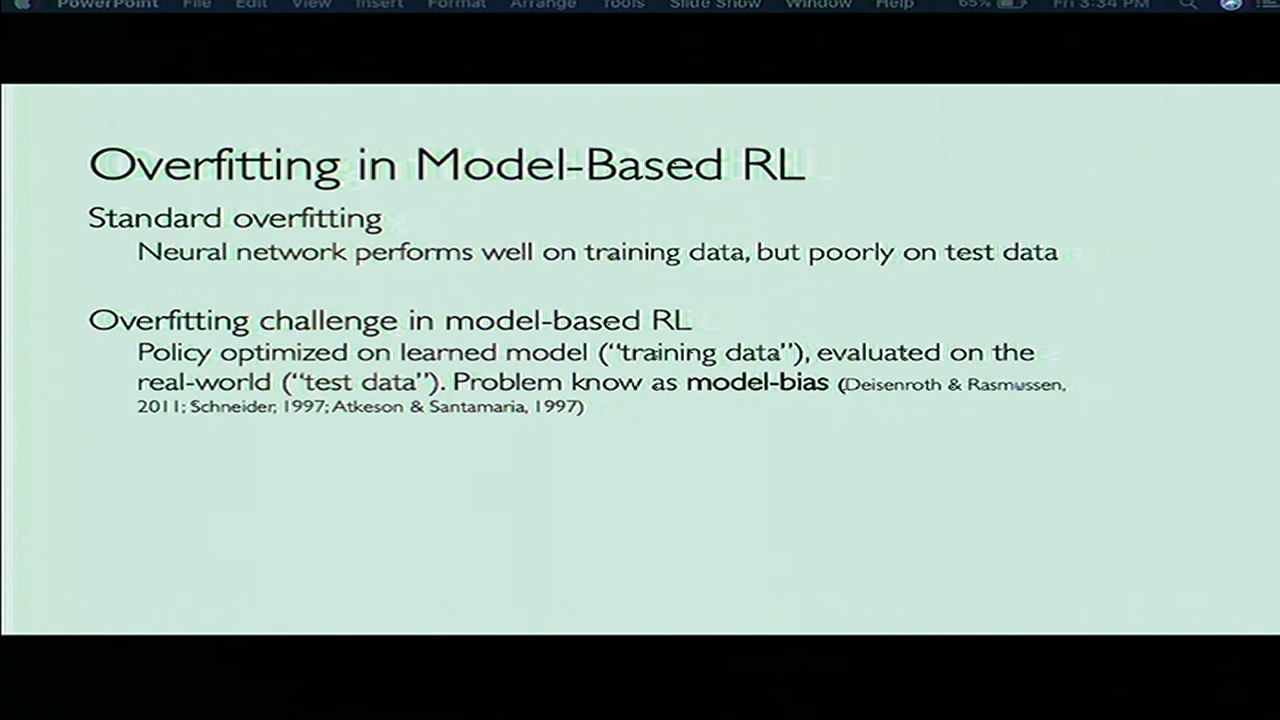 PowerPoint File Edit View Insert Format Arrange Tools Slide Show Window Help 65% Fri 3:34 PM
Overfitting in Model-Based RL
Standard overfitting
Neural network performs well on training data, but poorly on test data
Overfitting challenge in model-based RL
Policy optimized on learned model (“training data”), evaluated on the
real-world (“test data”). Problem know as model-bias (Deisenroth & Rasmussen,
2011; Schneider, 1997; Atkeson & Santamaria, 1997)